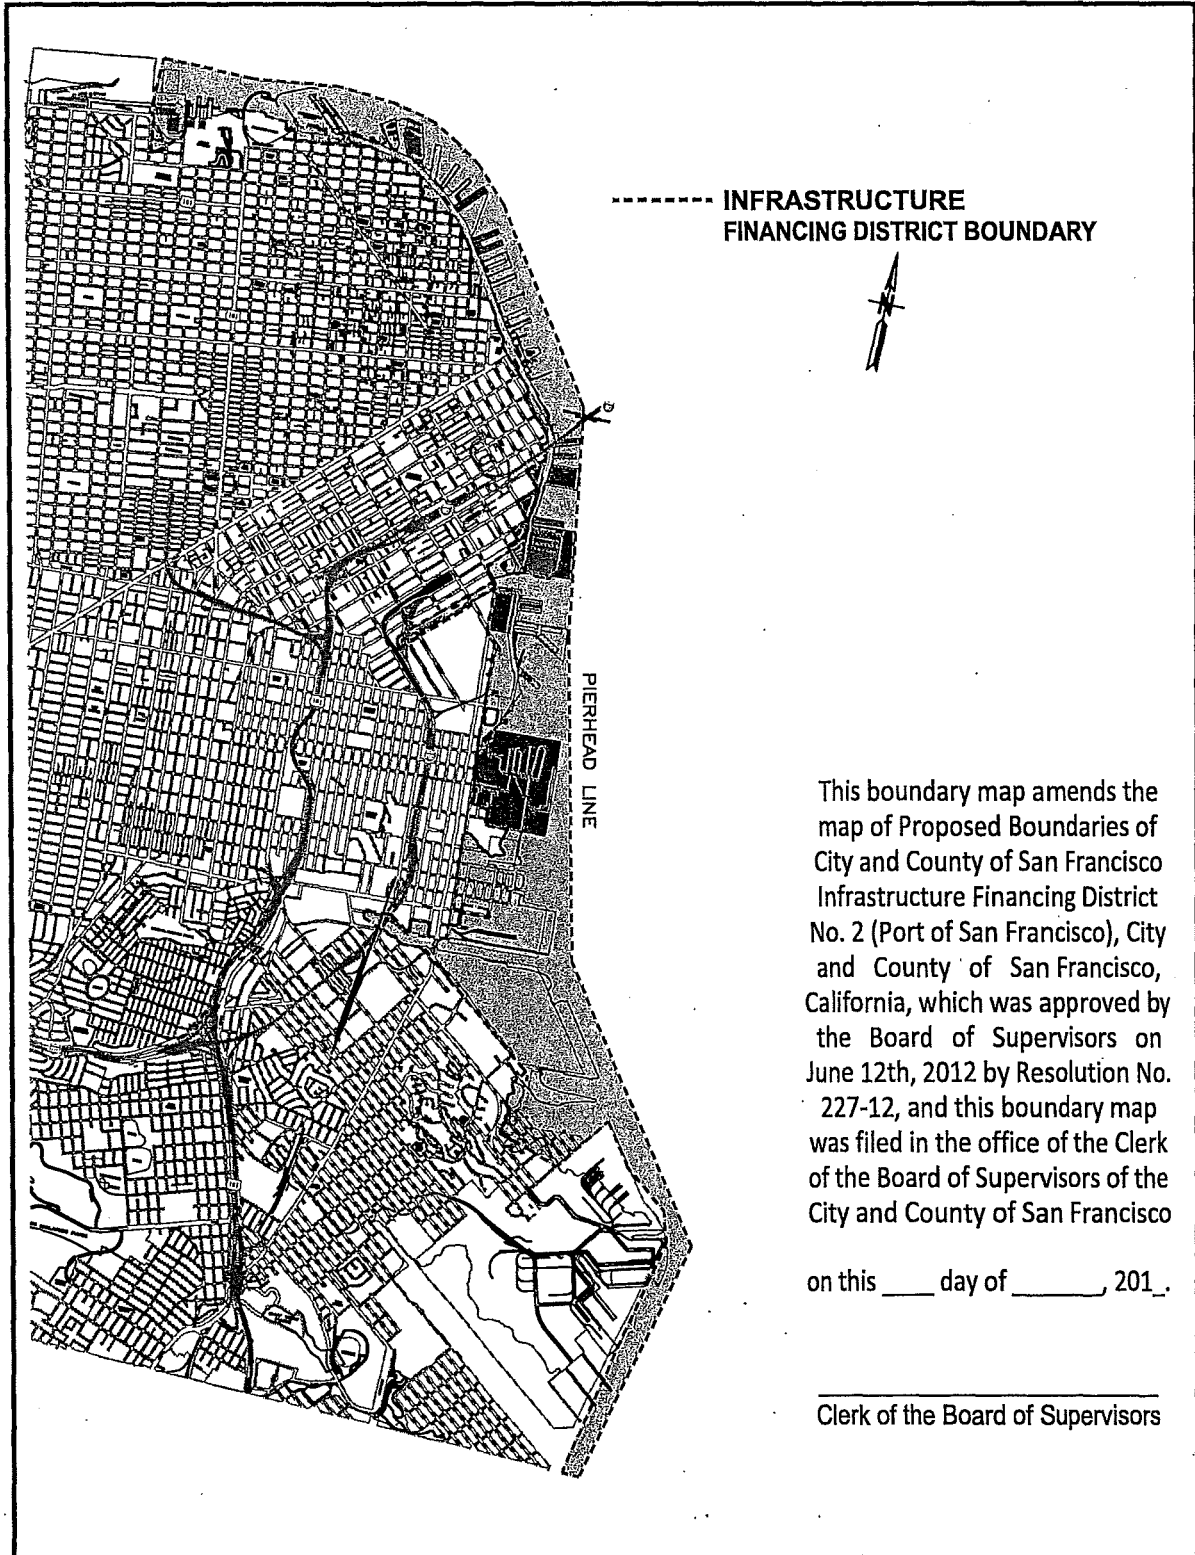 INFRASTRUCTURE
FINANCING DISTRICT BOUNDARY
N
101
101
PIERHEAD LINE
This boundary map amends the
map of Proposed Boundaries of
City and County of San Francisco
Infrastructure Financing District
No. 2 (Port of San Francisco), City
and County of San Francisco,
California, which was approved by
the Board of Supervisors on
June 12th, 2012 by Resolution No.
227-12, and this boundary map
was filed in the office of the Clerk
of the Board of Supervisors of the
City and County of San Francisco
on this ____ day of _______, 201_.
Clerk of the Board of Supervisors
101